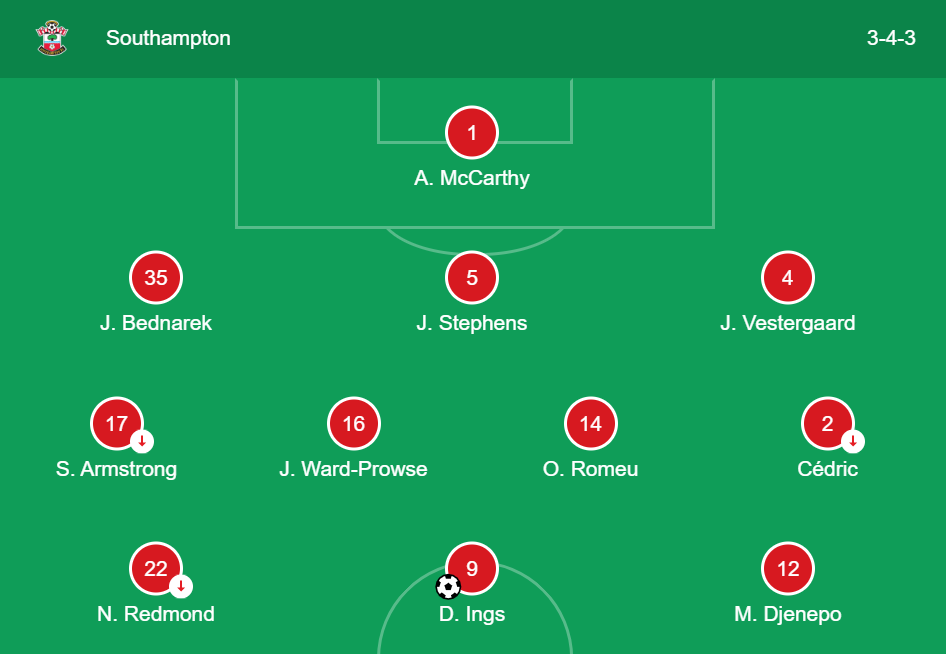 Southampton
3-4-3
1
A. McCarthy
35
5
4
J. Bednarek
J. Stephens
J. Vestergaard
17
16
14
2
S. Armstrong
J. Ward-Prowse
O. Romeu
Cédric
22
9
12
N. Redmond
D. Ings
M. Djenepo